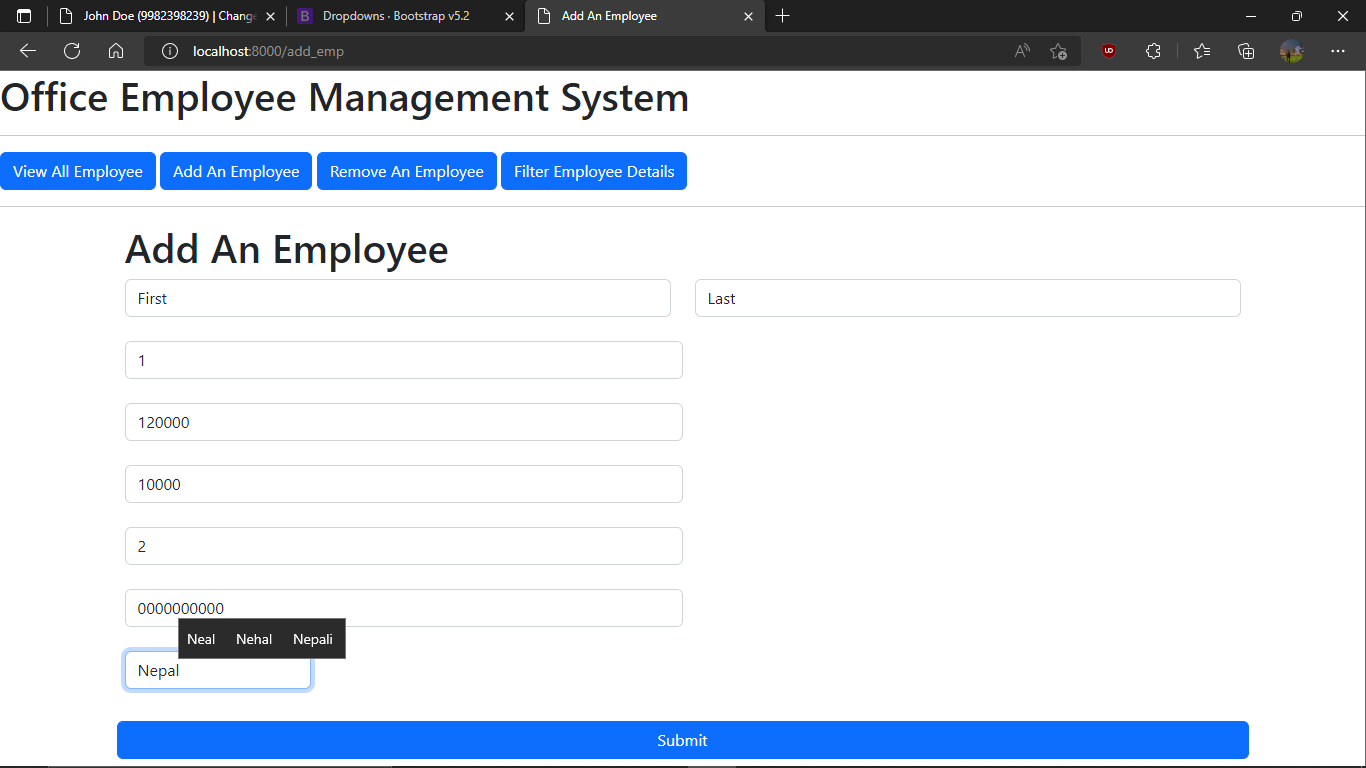 John Doe (9982398239) | Change
Dropdowns · Bootstrap v5.2
Add An Employee
localhost:8000/add_emp
Office Employee Management System
View All Employee
Add An Employee
Remove An Employee
Filter Employee Details
Add An Employee
First
Last
1
120000
10000
2
0000000000
Neal Nehal Nepali
Nepal
Submit